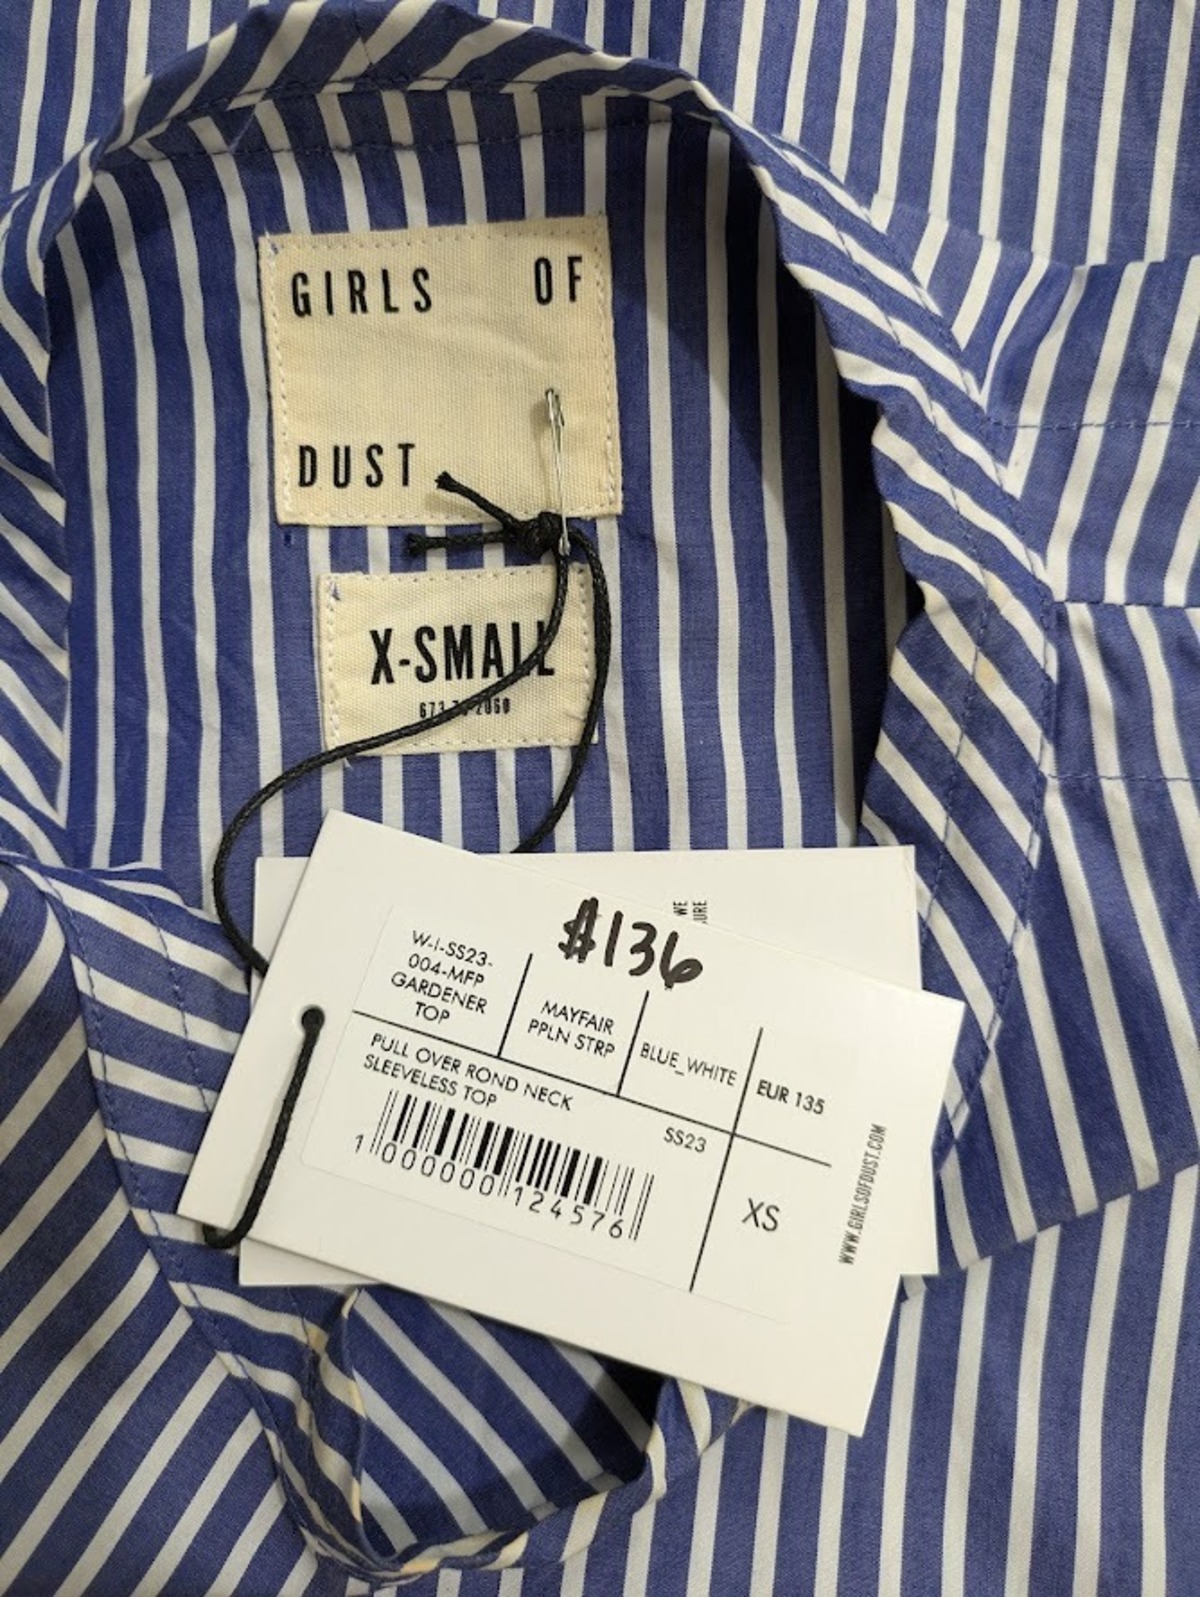 GIRLS OF
DUST
X-SMALL
WE
#136
W-I-SS23-
004-MFP
GARDENER
TOP
MAYFAIR
PPLN STRP
BLUE_WHITE
EUR 135
PULL OVER ROND NECK
SLEEVELESS TOP
SS23
1 000000 124576
XS
WWW.GIRLSOFDUST.COM